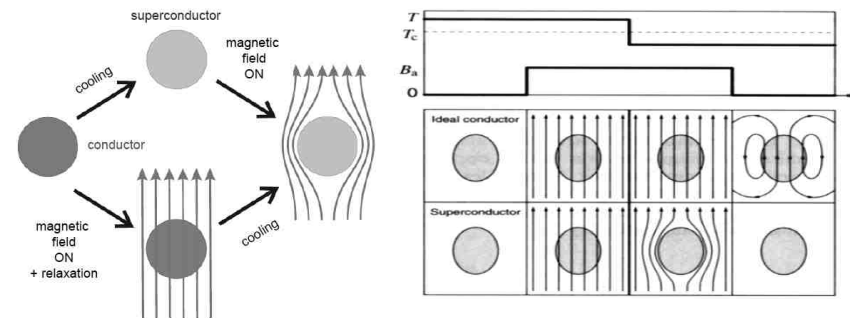 superconductor
magnetic
field
ON
cooling
conductor
magnetic
field
ON
+ relaxation
cooling
T
Tc
Ba
0
Ideal conductor
Superconductor